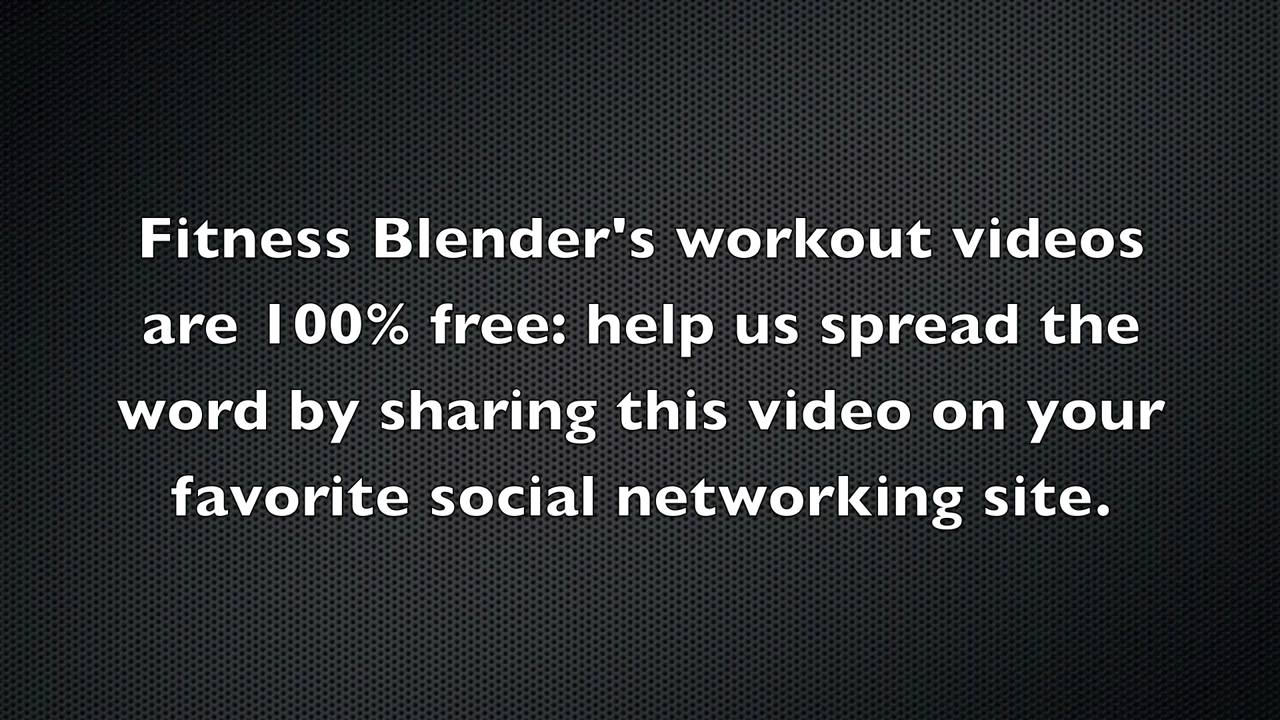 Fitness Blender's workout videos
are 100% free: help us spread the
word by sharing this video on your
favorite social networking site.